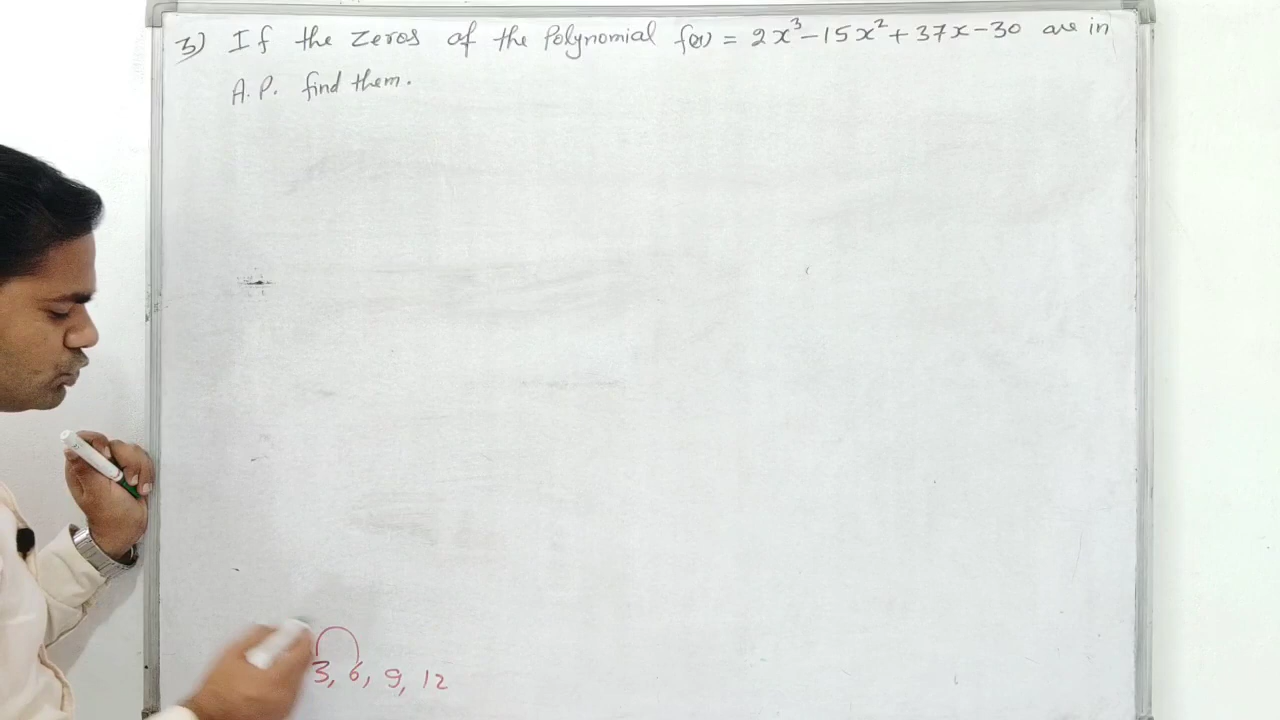 3) If the zeros of the Polynomial f(x) = 2x³-15x²+37x-30 are in
A.P. find them.
3, 6, 9, 12